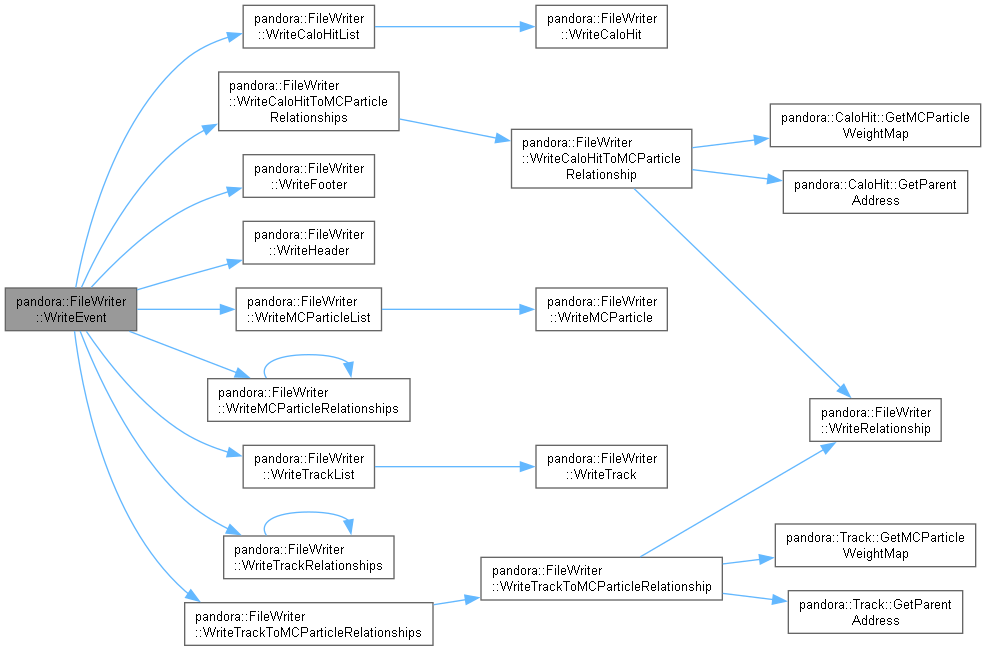 pandora::FileWriter
::WriteEvent
pandora::FileWriter
::WriteCaloHitList
pandora::FileWriter
::WriteCaloHit
pandora::FileWriter
::WriteCaloHitToMCParticle
Relationships
pandora::FileWriter
::WriteCaloHitToMCParticle
Relationship
pandora::CaloHit::GetMCParticle
WeightMap
pandora::CaloHit::GetParent
Address
pandora::FileWriter
::WriteRelationship
pandora::FileWriter
::WriteFooter
pandora::FileWriter
::WriteHeader
pandora::FileWriter
::WriteMCParticleList
pandora::FileWriter
::WriteMCParticle
pandora::FileWriter
::WriteMCParticleRelationships
pandora::FileWriter
::WriteTrackList
pandora::FileWriter
::WriteTrack
pandora::FileWriter
::WriteTrackRelationships
pandora::FileWriter
::WriteTrackToMCParticleRelationships
pandora::FileWriter
::WriteTrackToMCParticleRelationship
pandora::Track::GetMCParticle
WeightMap
pandora::Track::GetParent
Address